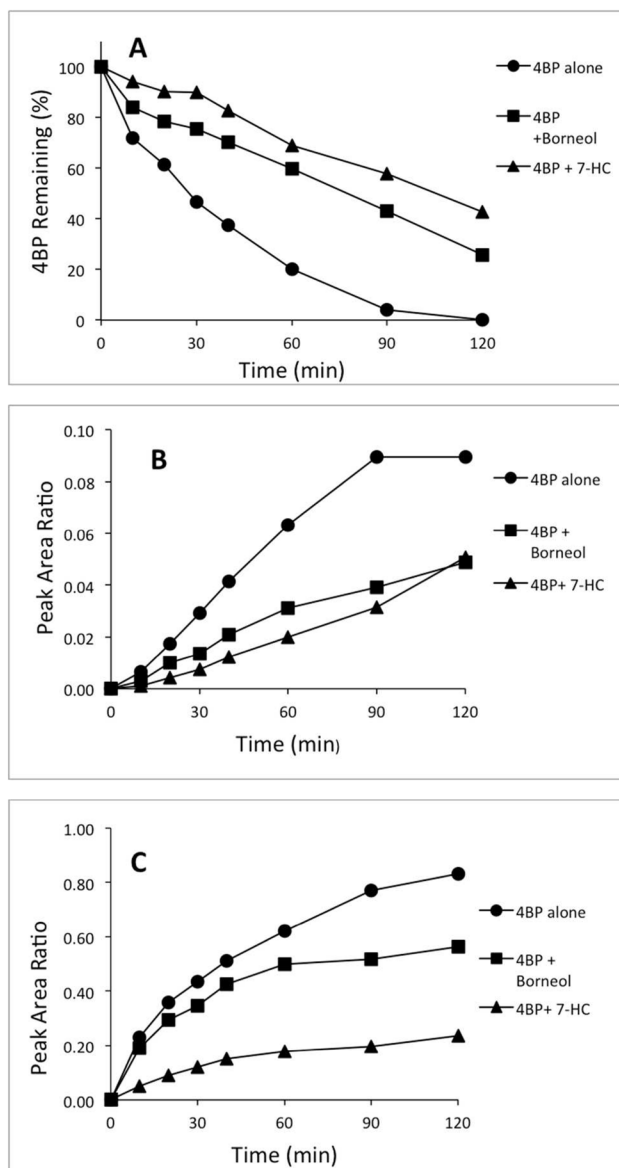 A
4BP Remaining (%)
100
80
60
40
20
0
0 30 60 90 120
Time (min)
4BP alone
4BP
+Borneol
4BP + 7-HC
B
Peak Area Ratio
0.10
0.08
0.06
0.04
0.02
0.00
0 30 60 90 120
Time (min)
4BP alone
4BP +
Borneol
4BP+ 7-HC
C
Peak Area Ratio
1.00
0.80
0.60
0.40
0.20
0.00
0 30 60 90 120
Time (min)
4BP alone
4BP +
Borneol
4BP+ 7-HC